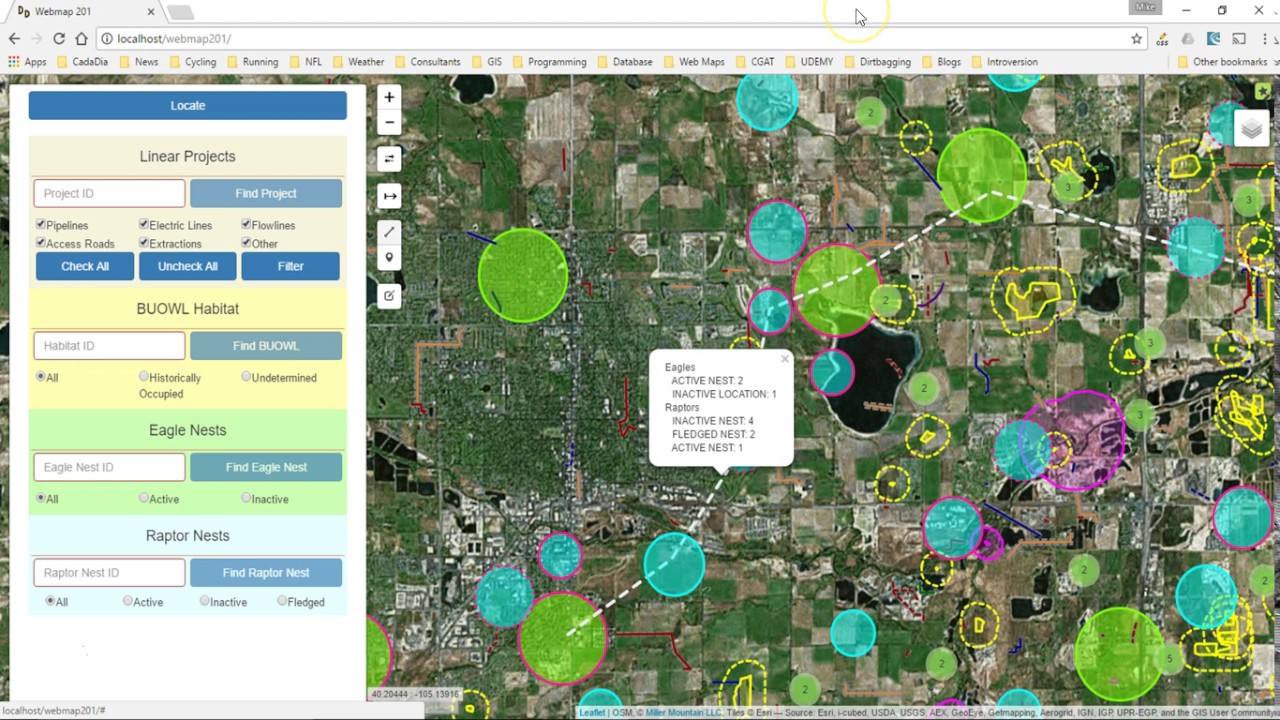 Webmap 201
Mike
localhost/webmap201/
Apps CadaDia News Cycling Running NFL Weather Consultants GIS Programming Database Web Maps CGAT UDEMY Dirtbagging Blogs Introversion Other bookmarks
Locate
Linear Projects
Project ID Find Project
Pipelines Electric Lines Flowlines
Access Roads Extractions Other
Check All Uncheck All Filter
BUOWL Habitat
Habitat ID Find BUOWL
All Historically Occupied Undetermined
Eagle Nests
Eagle Nest ID Find Eagle Nest
All Active Inactive
Raptor Nests
Raptor Nest ID Find Raptor Nest
All Active Inactive Fledged
localhost/webmap201/#
+
−
2
3
3
2
3
2
3
2
2
5
2
2
Eagles
ACTIVE NEST: 2
INACTIVE LOCATION: 1
Raptors
INACTIVE NEST: 4
FLEDGED NEST: 2
ACTIVE NEST: 1
×
40.20444 , -105.13916
Leaflet | OSM, © Miller Mountain LLC, Tiles © Esri — Source: Esri, i-cubed, USDA, USGS, AEX, GeoEye, Getmapping, Aerogrid, IGN, IGP, UPR-EGP, and the GIS User Community